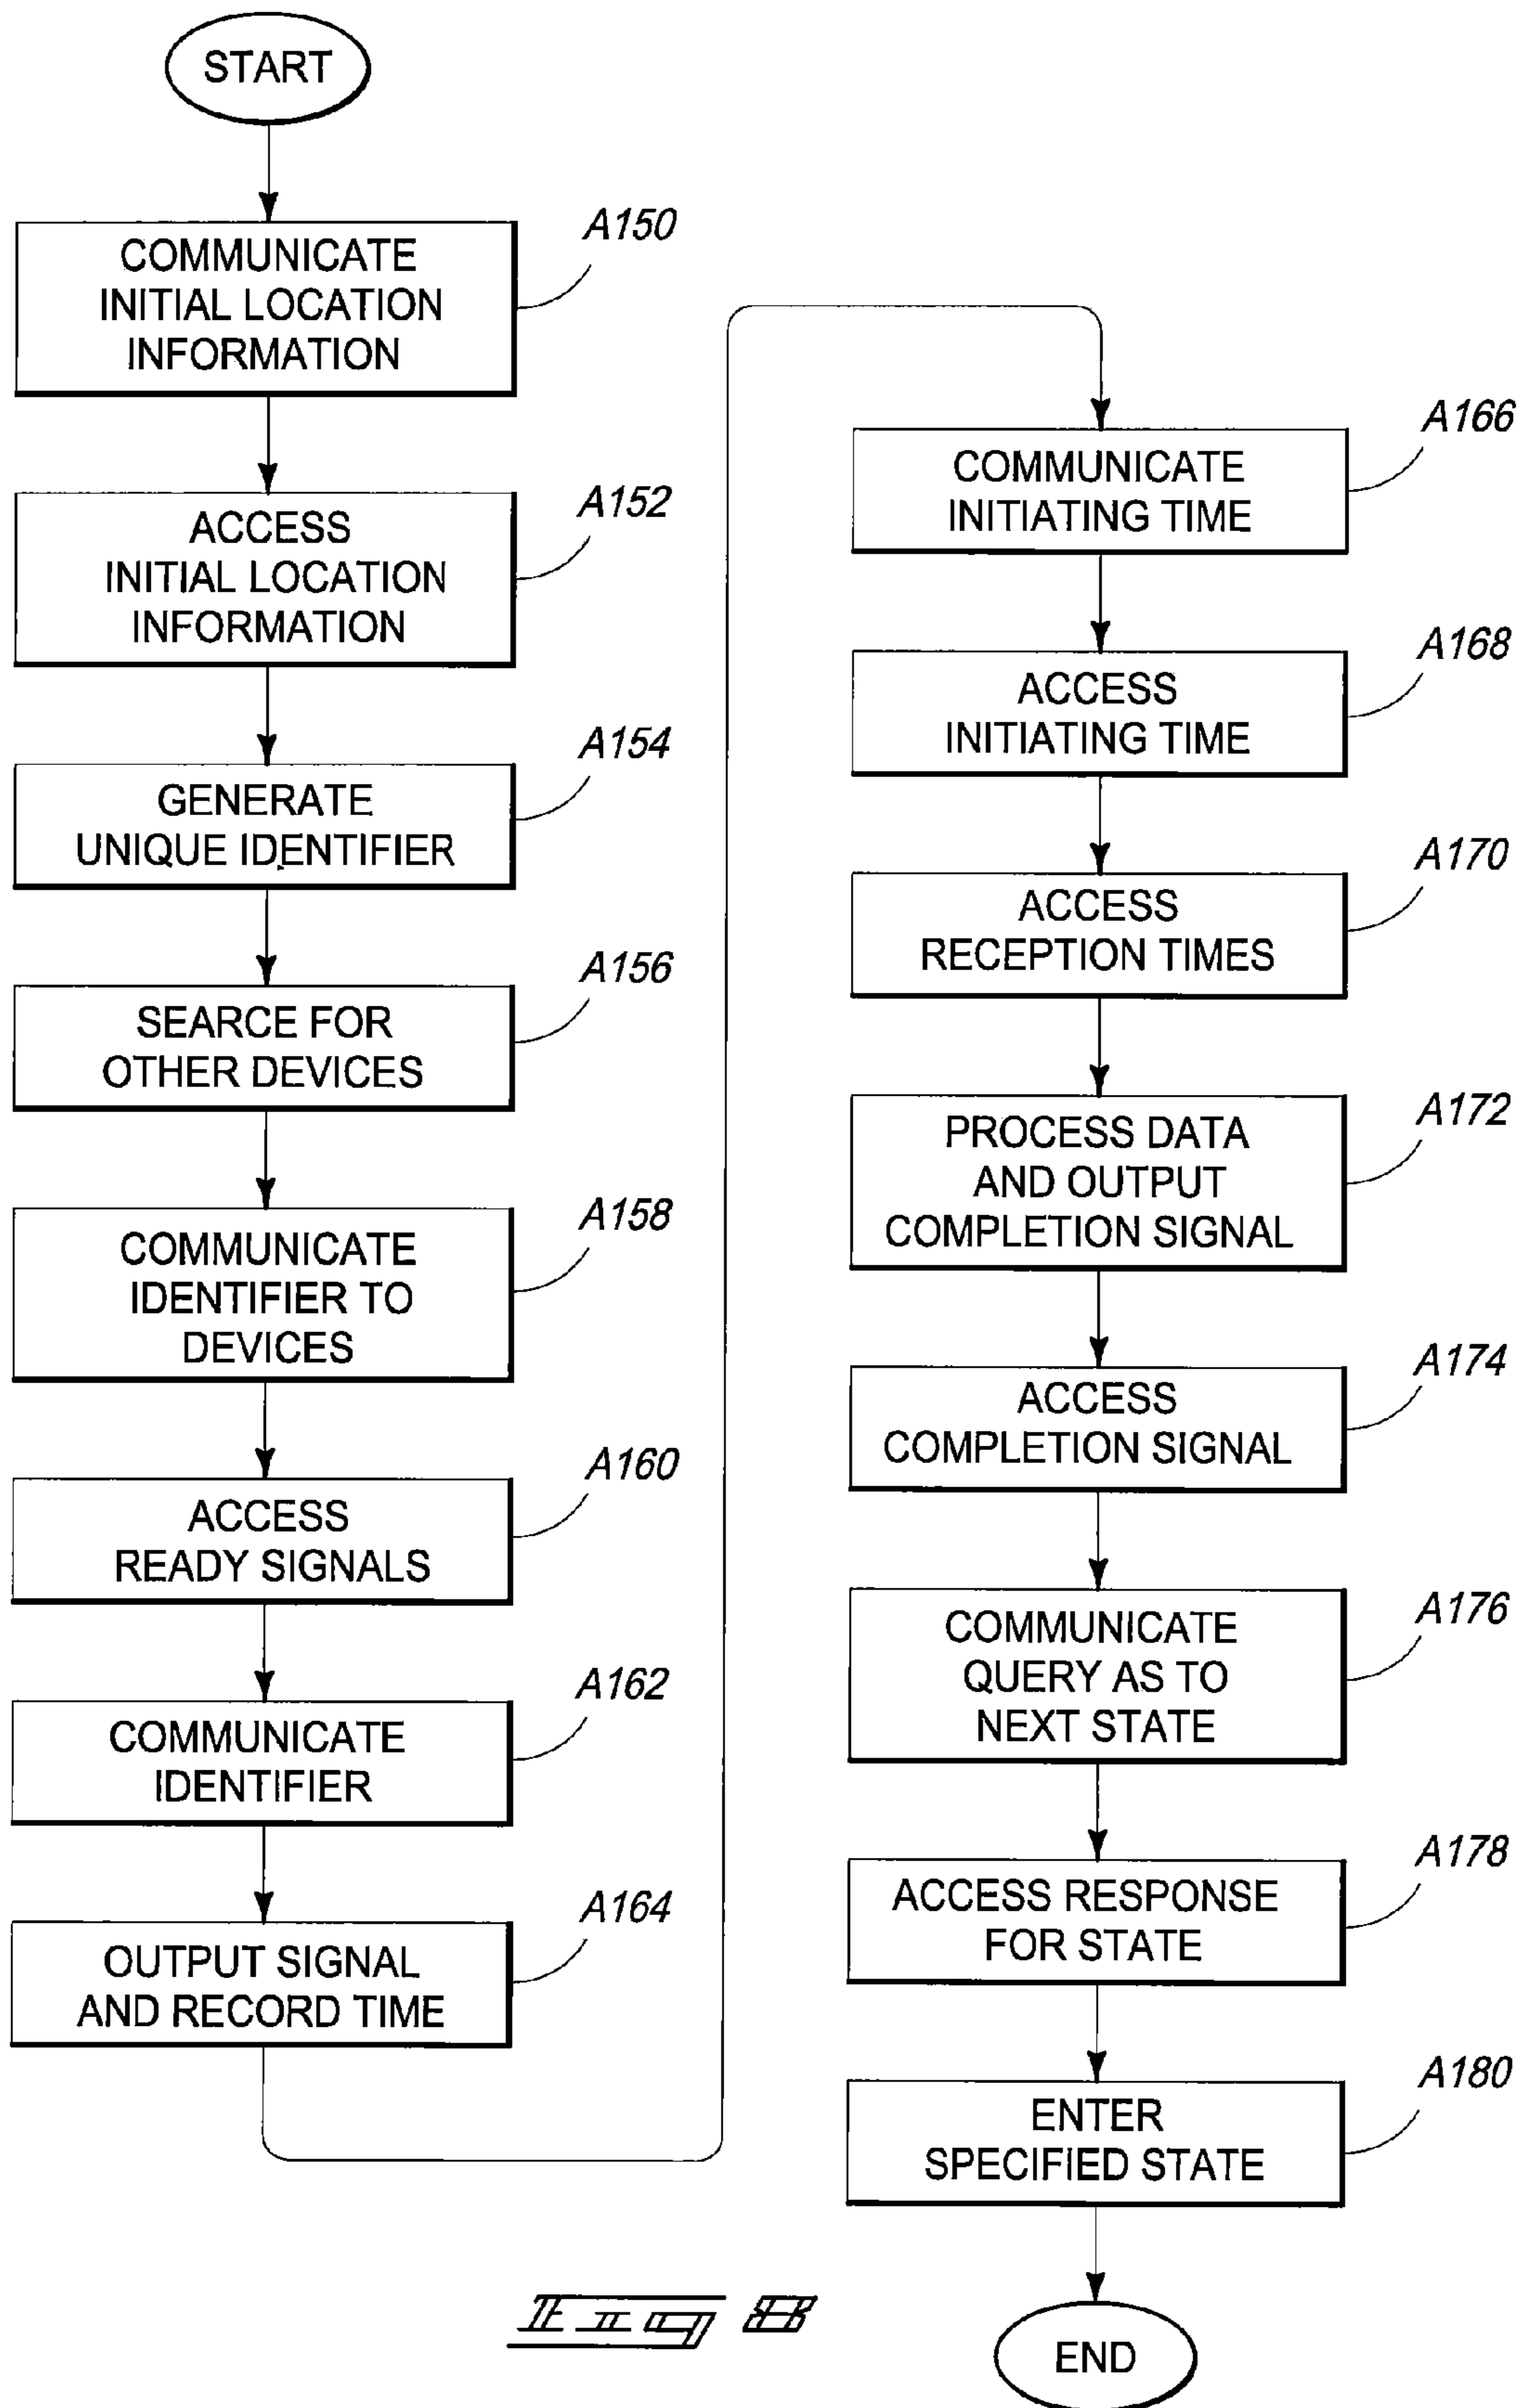 START
COMMUNICATE
INITIAL LOCATION
INFORMATION
A150
ACCESS
INITIAL LOCATION
INFORMATION
A152
GENERATE
UNIQUE IDENTIFIER
A154
SEARCE FOR
OTHER DEVICES
A156
COMMUNICATE
IDENTIFIER TO
DEVICES
A158
ACCESS
READY SIGNALS
A160
COMMUNICATE
IDENTIFIER
A162
OUTPUT SIGNAL
AND RECORD TIME
A164
COMMUNICATE
INITIATING TIME
A166
ACCESS
INITIATING TIME
A168
ACCESS
RECEPTION TIMES
A170
PROCESS DATA
AND OUTPUT
COMPLETION SIGNAL
A172
ACCESS
COMPLETION SIGNAL
A174
COMMUNICATE
QUERY AS TO
NEXT STATE
A176
ACCESS RESPONSE
FOR STATE
A178
ENTER
SPECIFIED STATE
A180
END
Fig 8